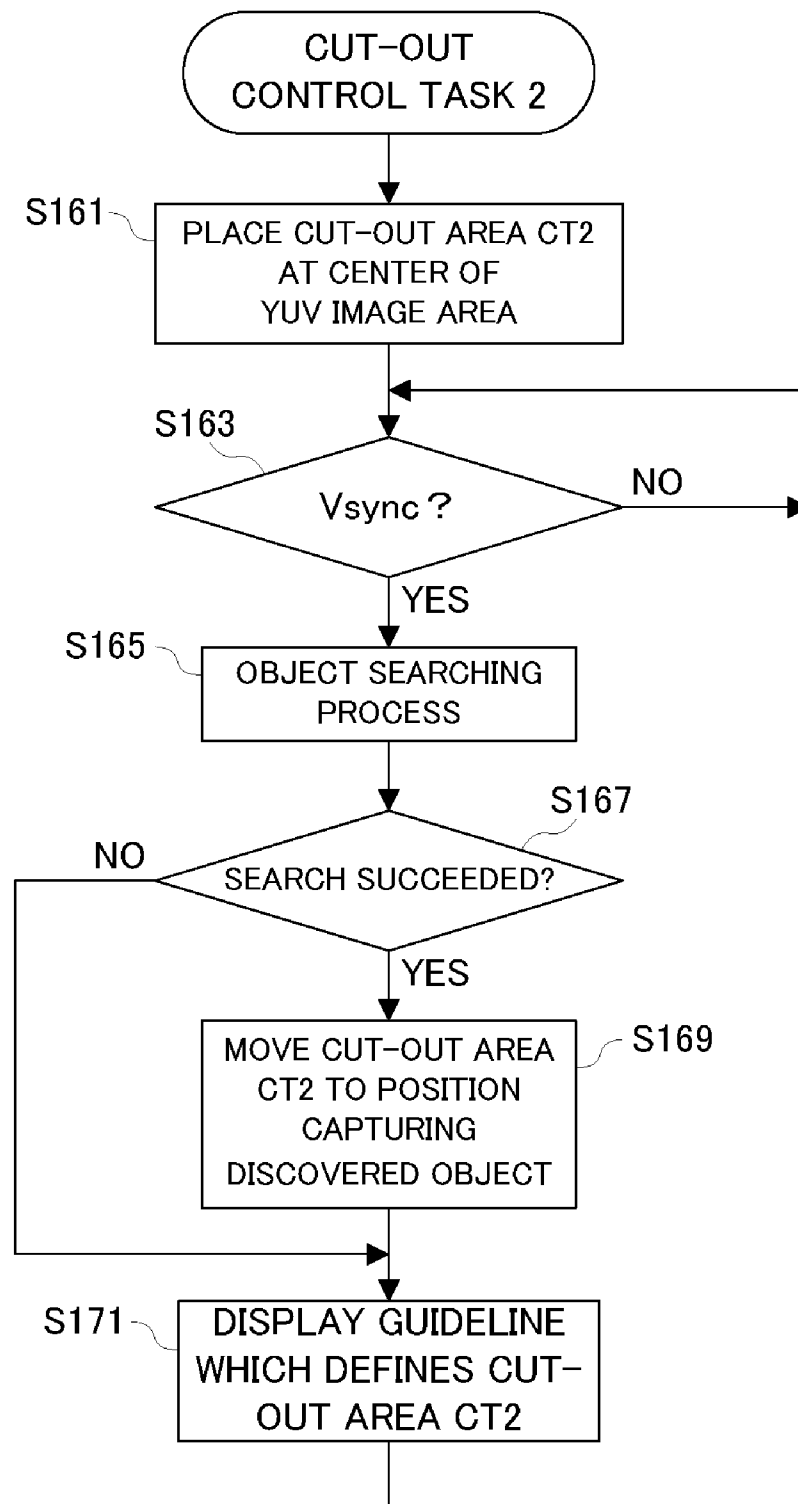 CUT-OUT
CONTROL TASK 2
S161
PLACE CUT-OUT AREA CT2
AT CENTER OF
YUV IMAGE AREA
S163
Vsync?
NO
YES
S165
OBJECT SEARCHING
PROCESS
S167
NO
SEARCH SUCCEEDED?
YES
S169
MOVE CUT-OUT AREA
CT2 TO POSITION
CAPTURING
DISCOVERED OBJECT
S171
DISPLAY GUIDELINE
WHICH DEFINES CUT-
OUT AREA CT2